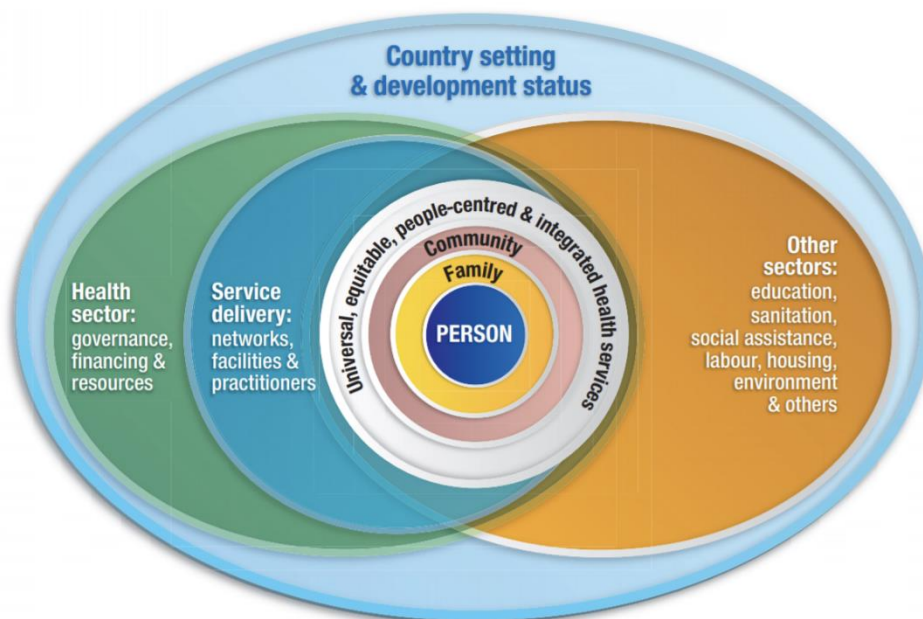 Country setting
& development status
Universal, equitable, people-centred & integrated health services
Community
Family
PERSON
Health
sector:
governance,
financing &
resources
Service
delivery:
networks,
facilities &
practitioners
Other
sectors:
education,
sanitation,
social assistance,
labour, housing,
environment
& others